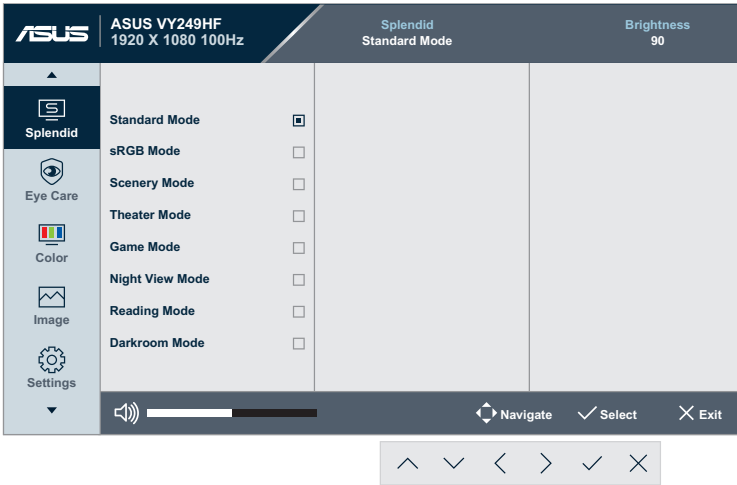 ASUS
ASUS VY249HF
1920 X 1080 100Hz
Splendid
Standard Mode
Brightness
90
Splendid
Eye Care
Color
Image
Settings
Standard Mode
sRGB Mode
Scenery Mode
Theater Mode
Game Mode
Night View Mode
Reading Mode
Darkroom Mode
Navigate
Select
Exit